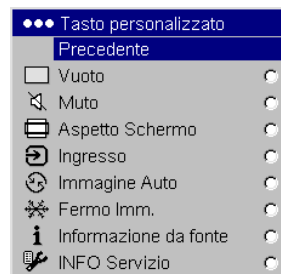 Tasto personalizzato
Precedente
Vuoto
Muto
Aspetto Schermo
Ingresso
Immagine Auto
Fermo Imm.
Informazione da fonte
INFO Servizio